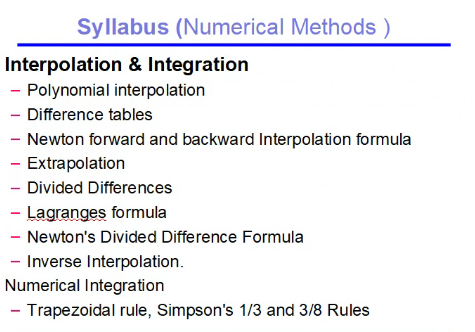 Syllabus (Numerical Methods )
Interpolation & Integration
– Polynomial interpolation
– Difference tables
– Newton forward and backward Interpolation formula
– Extrapolation
– Divided Differences
– Lagranges formula
– Newton's Divided Difference Formula
– Inverse Interpolation.
Numerical Integration
– Trapezoidal rule, Simpson's 1/3 and 3/8 Rules